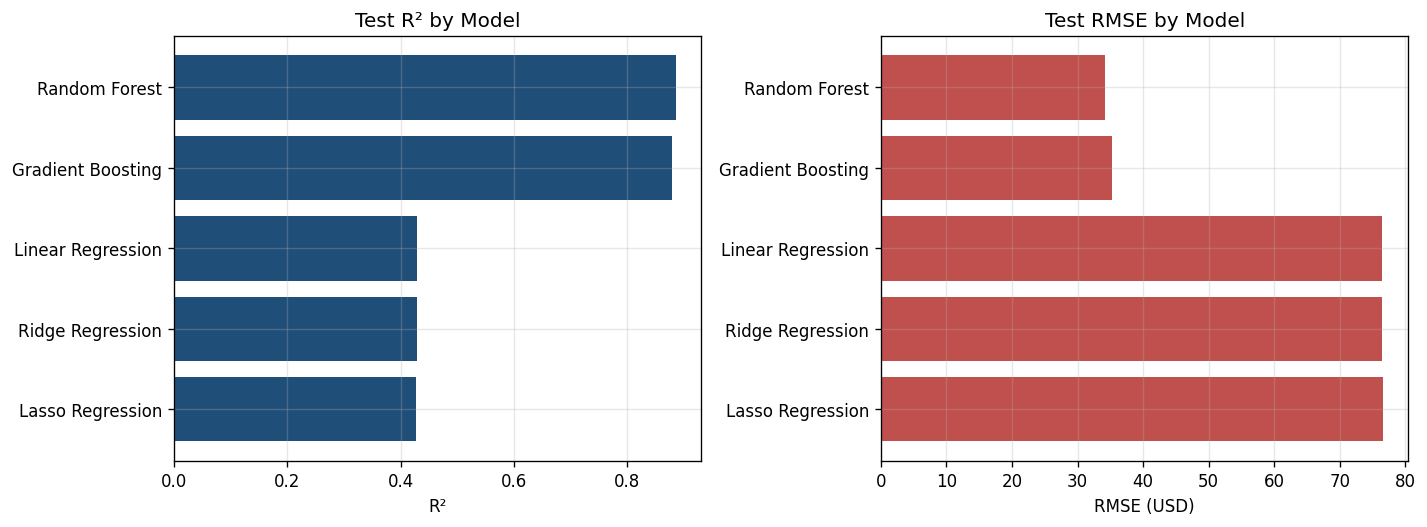 Test R² by Model
Random Forest
Gradient Boosting
Linear Regression
Ridge Regression
Lasso Regression
0.0 0.2 0.4 0.6 0.8
R²
Test RMSE by Model
Random Forest
Gradient Boosting
Linear Regression
Ridge Regression
Lasso Regression
0 10 20 30 40 50 60 70 80
RMSE (USD)